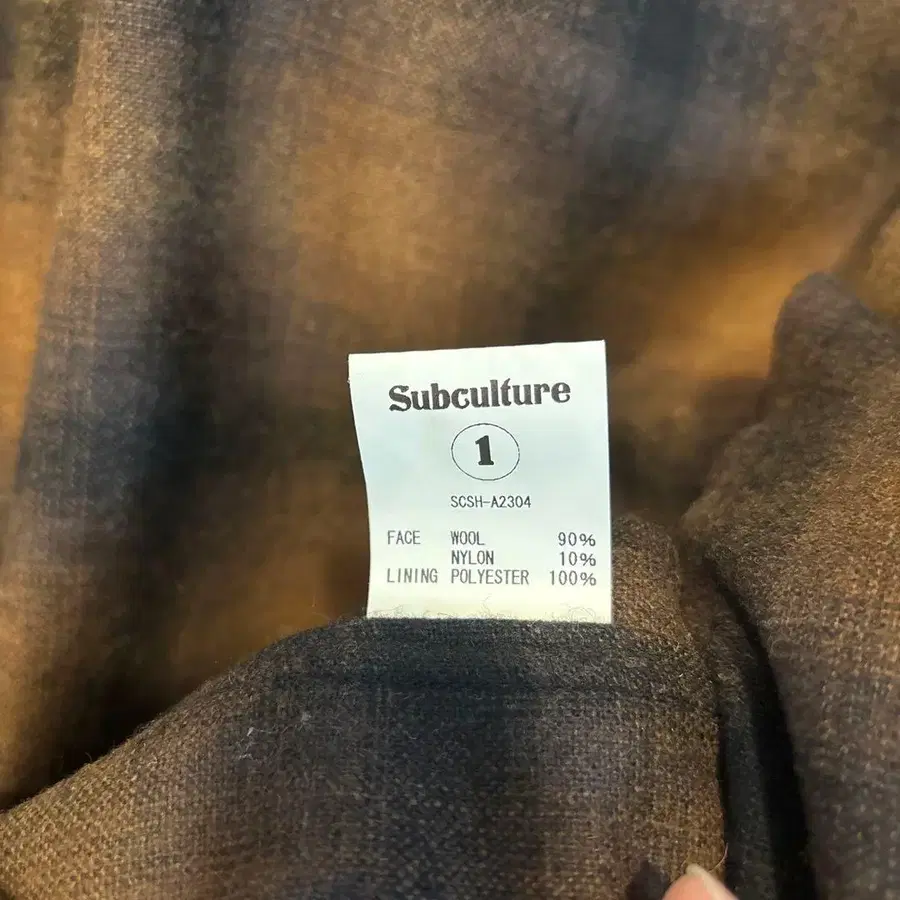 Subculture
1
SCSH-A2304
FACE WOOL 90%
NYLON 10%
LINING POLYESTER 100%